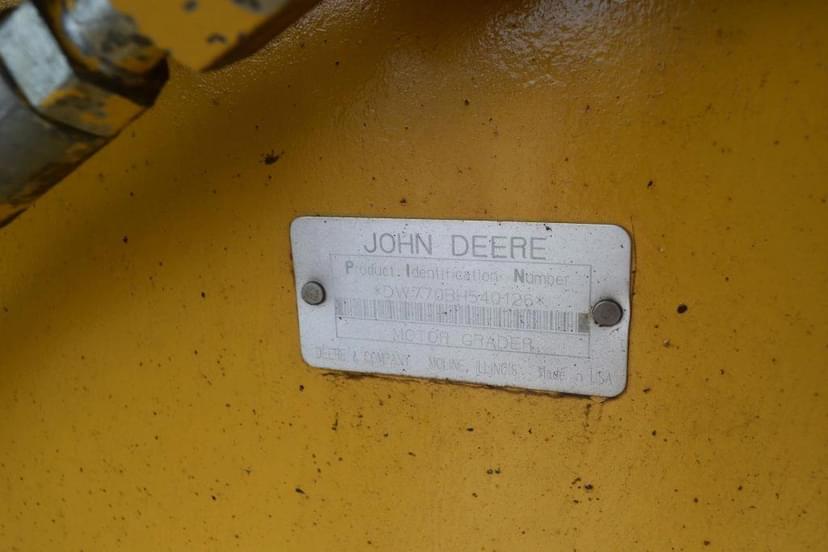 JOHN DEERE
Product Identification Number
*DW770BH540126*
MOTOR GRADER
DEERE & COMPANY MOLINE, ILLINOIS Made in USA